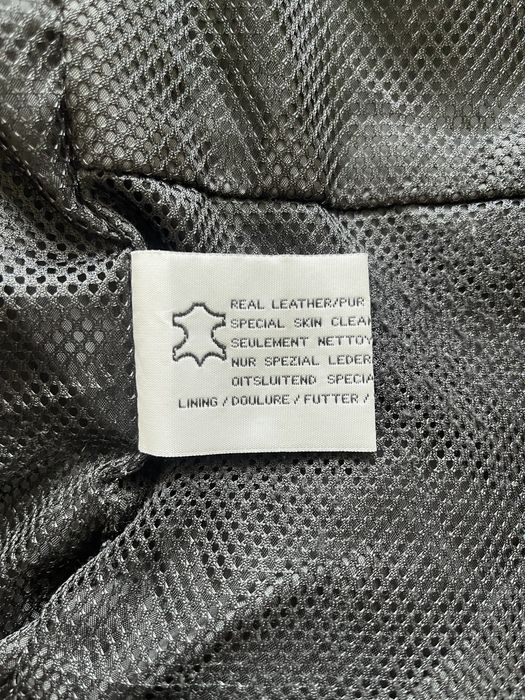 REAL LEATHER/PUR
SPECIAL SKIN CLEAN
SEULEMENT NETTOY
NUR SPEZIAL LEDER
OITSLUITEND SPECIA
LINING / DOULURE / FUTTER /